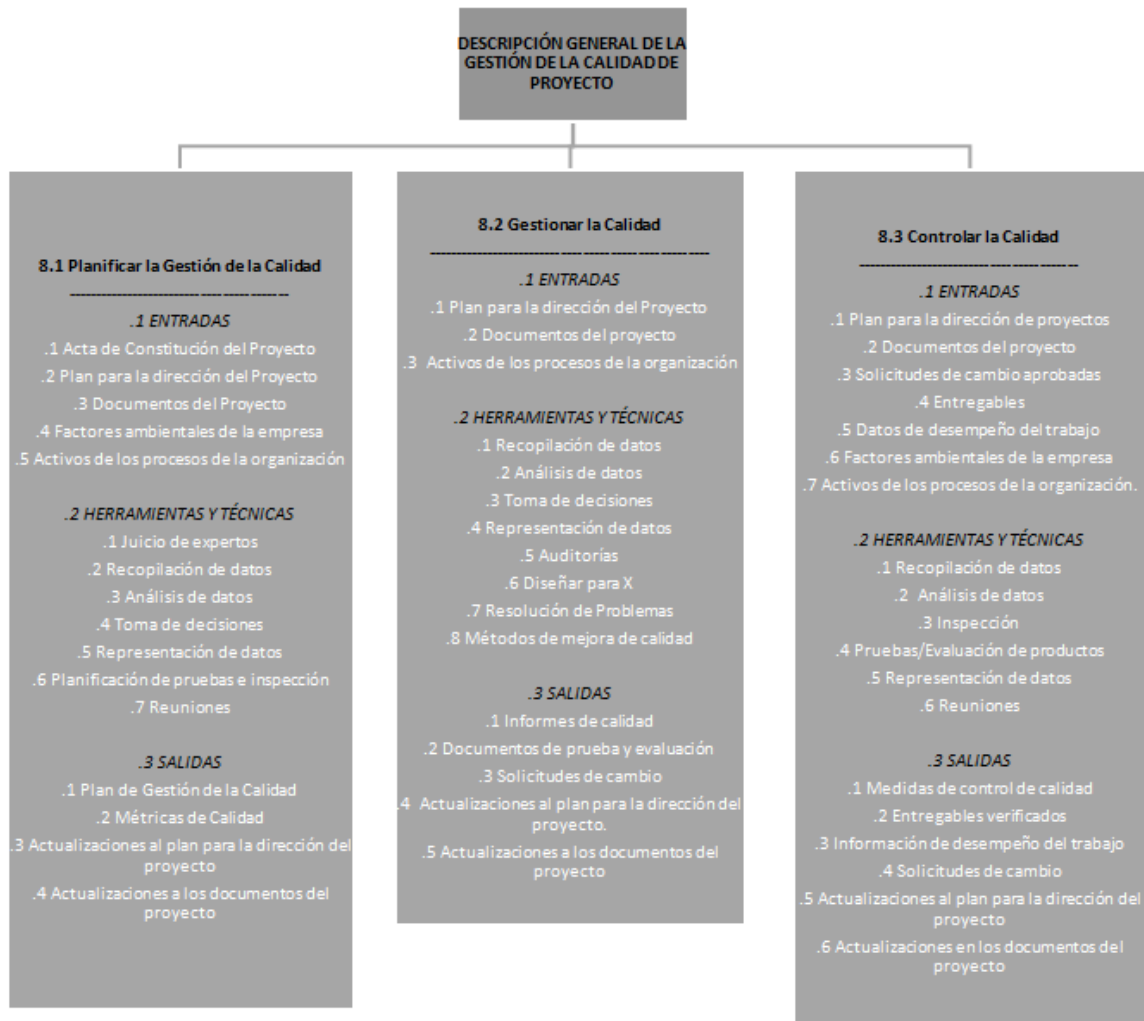 DESCRIPCIÓN GENERAL DE LA
GESTIÓN DE LA CALIDAD DE
PROYECTO
8.1 Planificar la Gestión de la Calidad
------------------------------------------
.1 ENTRADAS
.1 Acta de Constitución del Proyecto
.2 Plan para la dirección del Proyecto
.3 Documentos del Proyecto
.4 Factores ambientales de la empresa
.5 Activos de los procesos de la organización
.2 HERRAMIENTAS Y TÉCNICAS
.1 Juicio de expertos
.2 Recopilación de datos
.3 Análisis de datos
.4 Toma de decisiones
.5 Representación de datos
.6 Planificación de pruebas e inspección
.7 Reuniones
.3 SALIDAS
.1 Plan de Gestión de la Calidad
.2 Métricas de Calidad
.3 Actualizaciones al plan para la dirección del
proyecto
.4 Actualizaciones a los documentos del
proyecto
8.2 Gestionar la Calidad
-----------------------------------------------------
.1 ENTRADAS
.1 Plan para la dirección del Proyecto
.2 Documentos del proyecto
.3 Activos de los procesos de la organización
.2 HERRAMIENTAS Y TÉCNICAS
.1 Recopilación de datos
.2 Análisis de datos
.3 Toma de decisiones
.4 Representación de datos
.5 Auditorías
.6 Diseñar para X
.7 Resolución de Problemas
.8 Métodos de mejora de calidad
.3 SALIDAS
.1 Informes de calidad
.2 Documentos de prueba y evaluación
.3 Solicitudes de cambio
.4 Actualizaciones al plan para la dirección del
proyecto.
.5 Actualizaciones a los documentos del
proyecto
8.3 Controlar la Calidad
------------------------------------------
.1 ENTRADAS
.1 Plan para la dirección de proyectos
.2 Documentos del proyecto
.3 Solicitudes de cambio aprobadas
.4 Entregables
.5 Datos de desempeño del trabajo
.6 Factores ambientales de la empresa
.7 Activos de los procesos de la organización.
.2 HERRAMIENTAS Y TÉCNICAS
.1 Recopilación de datos
.2 Análisis de datos
.3 Inspección
.4 Pruebas/Evaluación de productos
.5 Representación de datos
.6 Reuniones
.3 SALIDAS
.1 Medidas de control de calidad
.2 Entregables verificados
.3 Información de desempeño del trabajo
.4 Solicitudes de cambio
.5 Actualizaciones al plan para la dirección del
proyecto
.6 Actualizaciones en los documentos del
proyecto